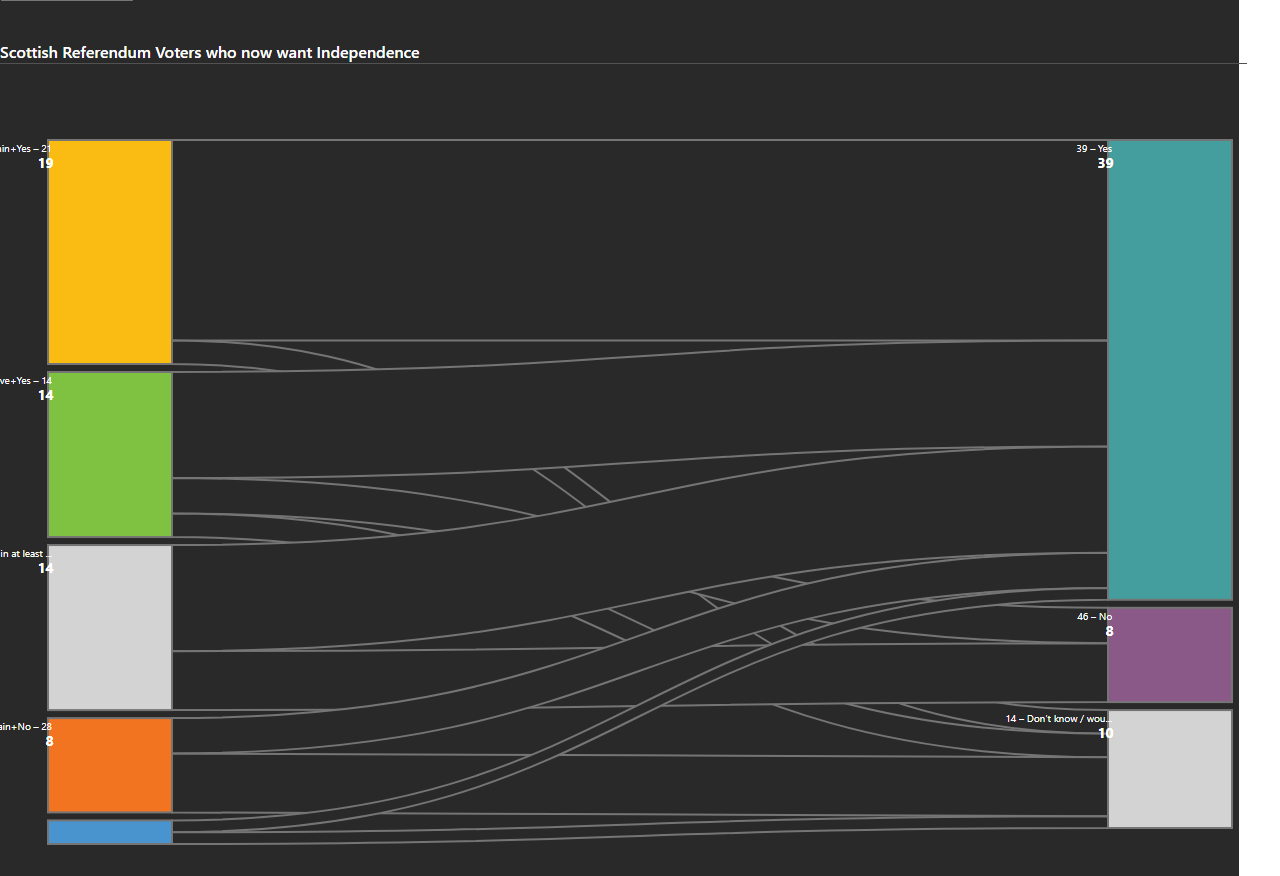 Scottish Referendum Voters who now want Independence
ain+Yes – 21
19
39 – Yes
39
ve+Yes – 14
14
in at least ...
14
46 – No
8
ain+No – 28
8
14 – Don't know / wou...
10